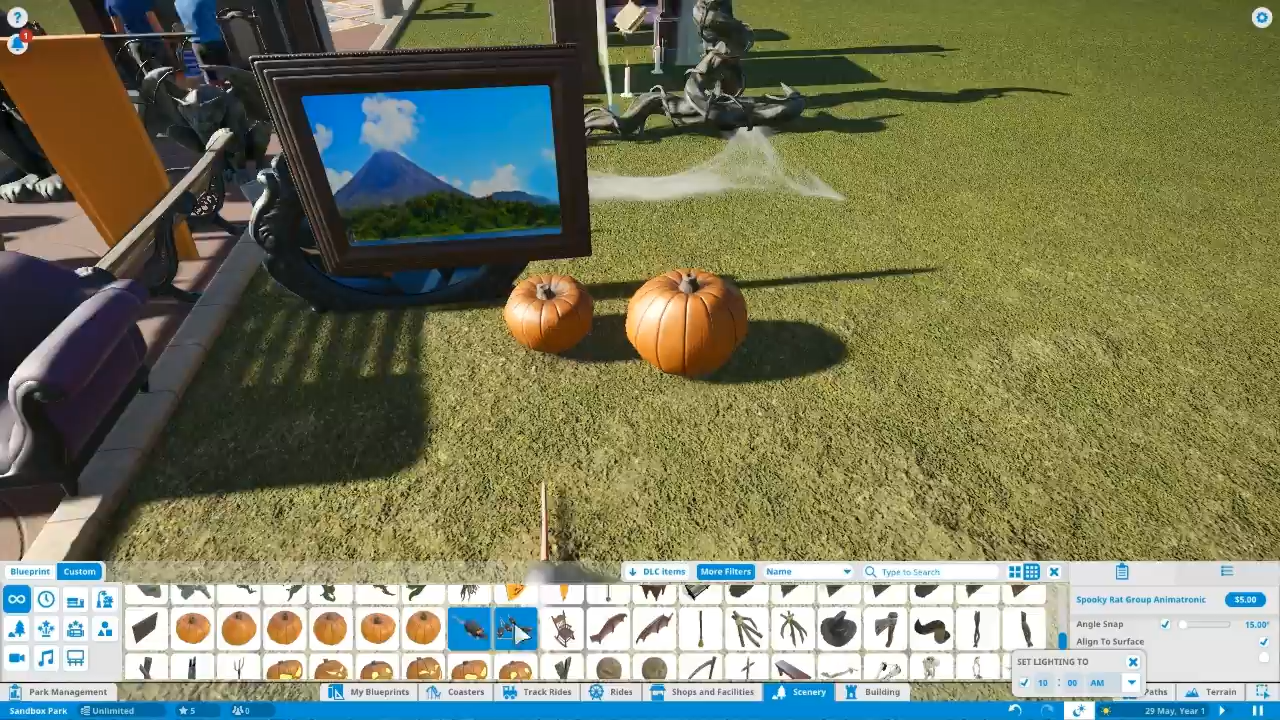 ?
1
Blueprint
Custom
DLC items
More Filters
Name
Type to Search
Spooky Rat Group Animatronic
$5.00
Angle Snap
15.00°
Align To Surface
SET LIGHTING TO
10 : 00 AM
Park Management
My Blueprints
Coasters
Track Rides
Rides
Shops and Facilities
Scenery
Building
Paths
Terrain
Sandbox Park
Unlimited
5
0
29 May, Year 1